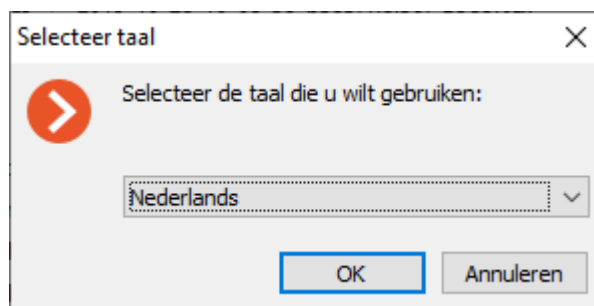 Selecteer taal
Selecteer de taal die u wilt gebruiken:
Nederlands
OK
Annuleren